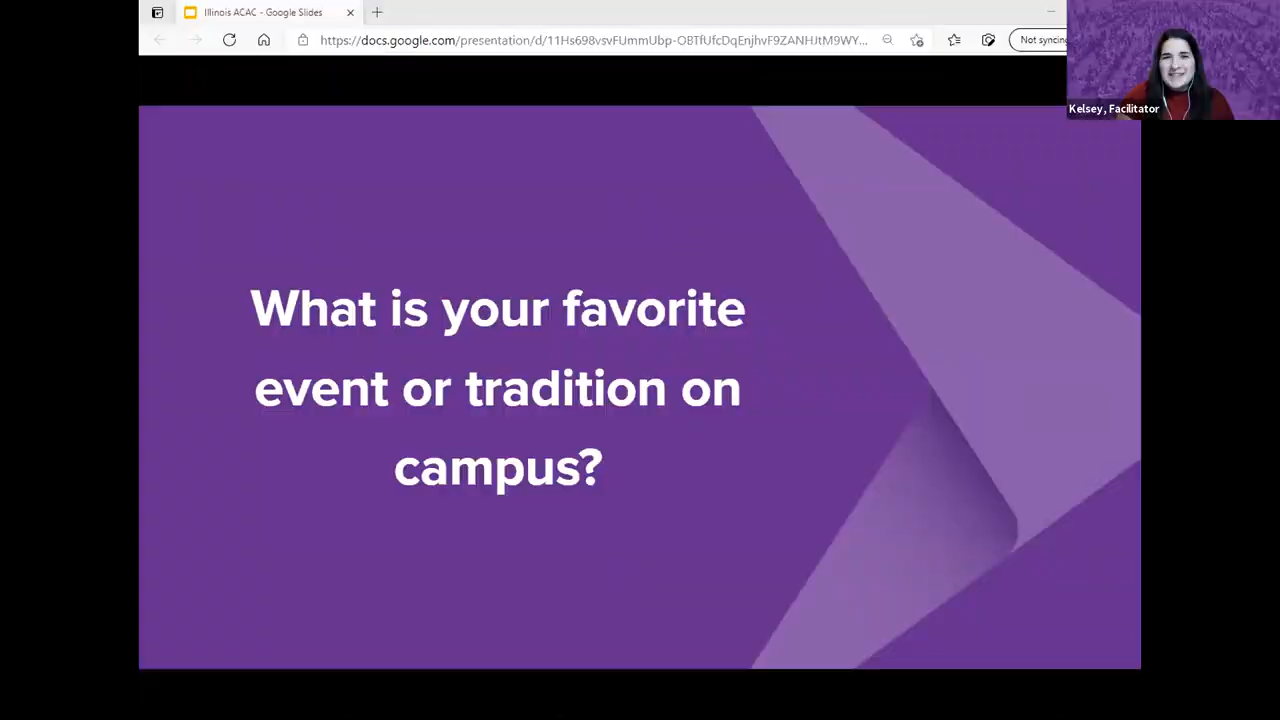 Illinois ACAC - Google Slides
https://docs.google.com/presentation/d/11Hs698vsvFUmmUbp-OBTfUfcDqEnjhvF9ZANHJtM9WY...
Not syncing
Kelsey, Facilitator
What is your favorite
event or tradition on
campus?